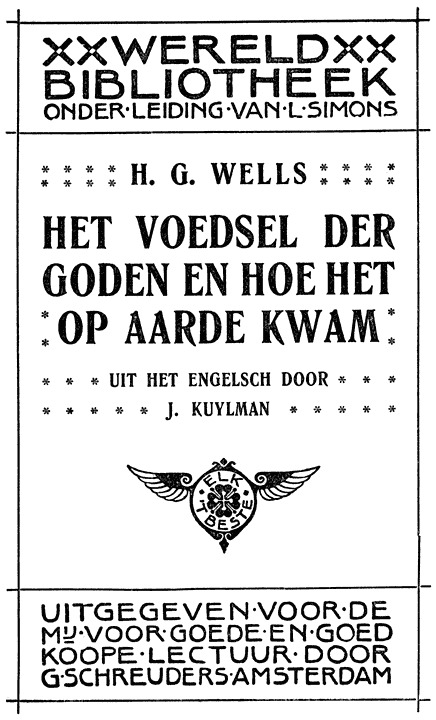 ××WERELD××
BIBLIOTHEEK
ONDER·LEIDING·VAN·L·SIMONS
H. G. WELLS
HET VOEDSEL DER
GODEN EN HOE HET
OP AARDE KWAM
* * * UIT HET ENGELSCH DOOR * * *
* * * * * J. KUYLMAN * * * * *
ELK
'T BESTE
UITGEGEVEN·VOOR·DE
MIJ·VOOR·GOEDE·EN·GOED
KOOPE·LECTUUR·DOOR
G·SCHREUDERS·AMSTERDAM